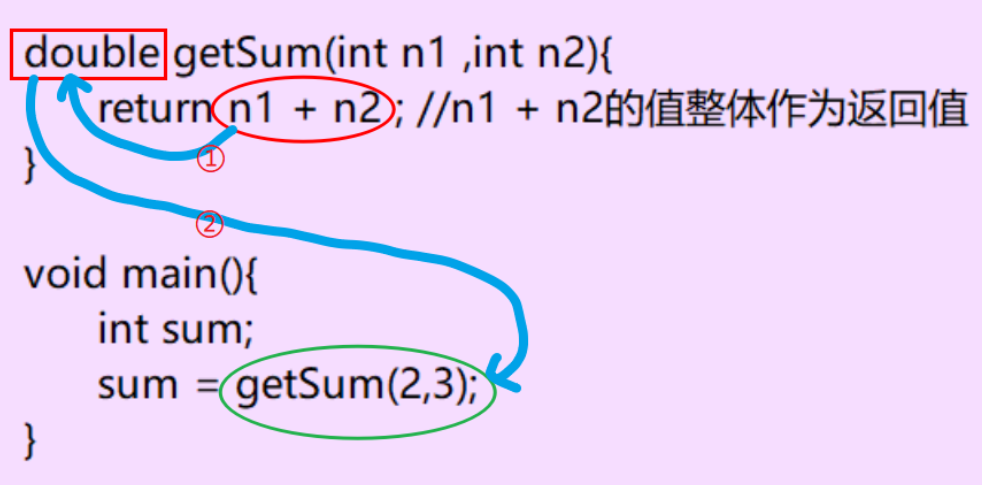 double getSum(int n1 ,int n2){
return n1 + n2 ; //n1 + n2的值整体作为返回值
①
}
②
void main(){
int sum;
sum = getSum(2,3);
}